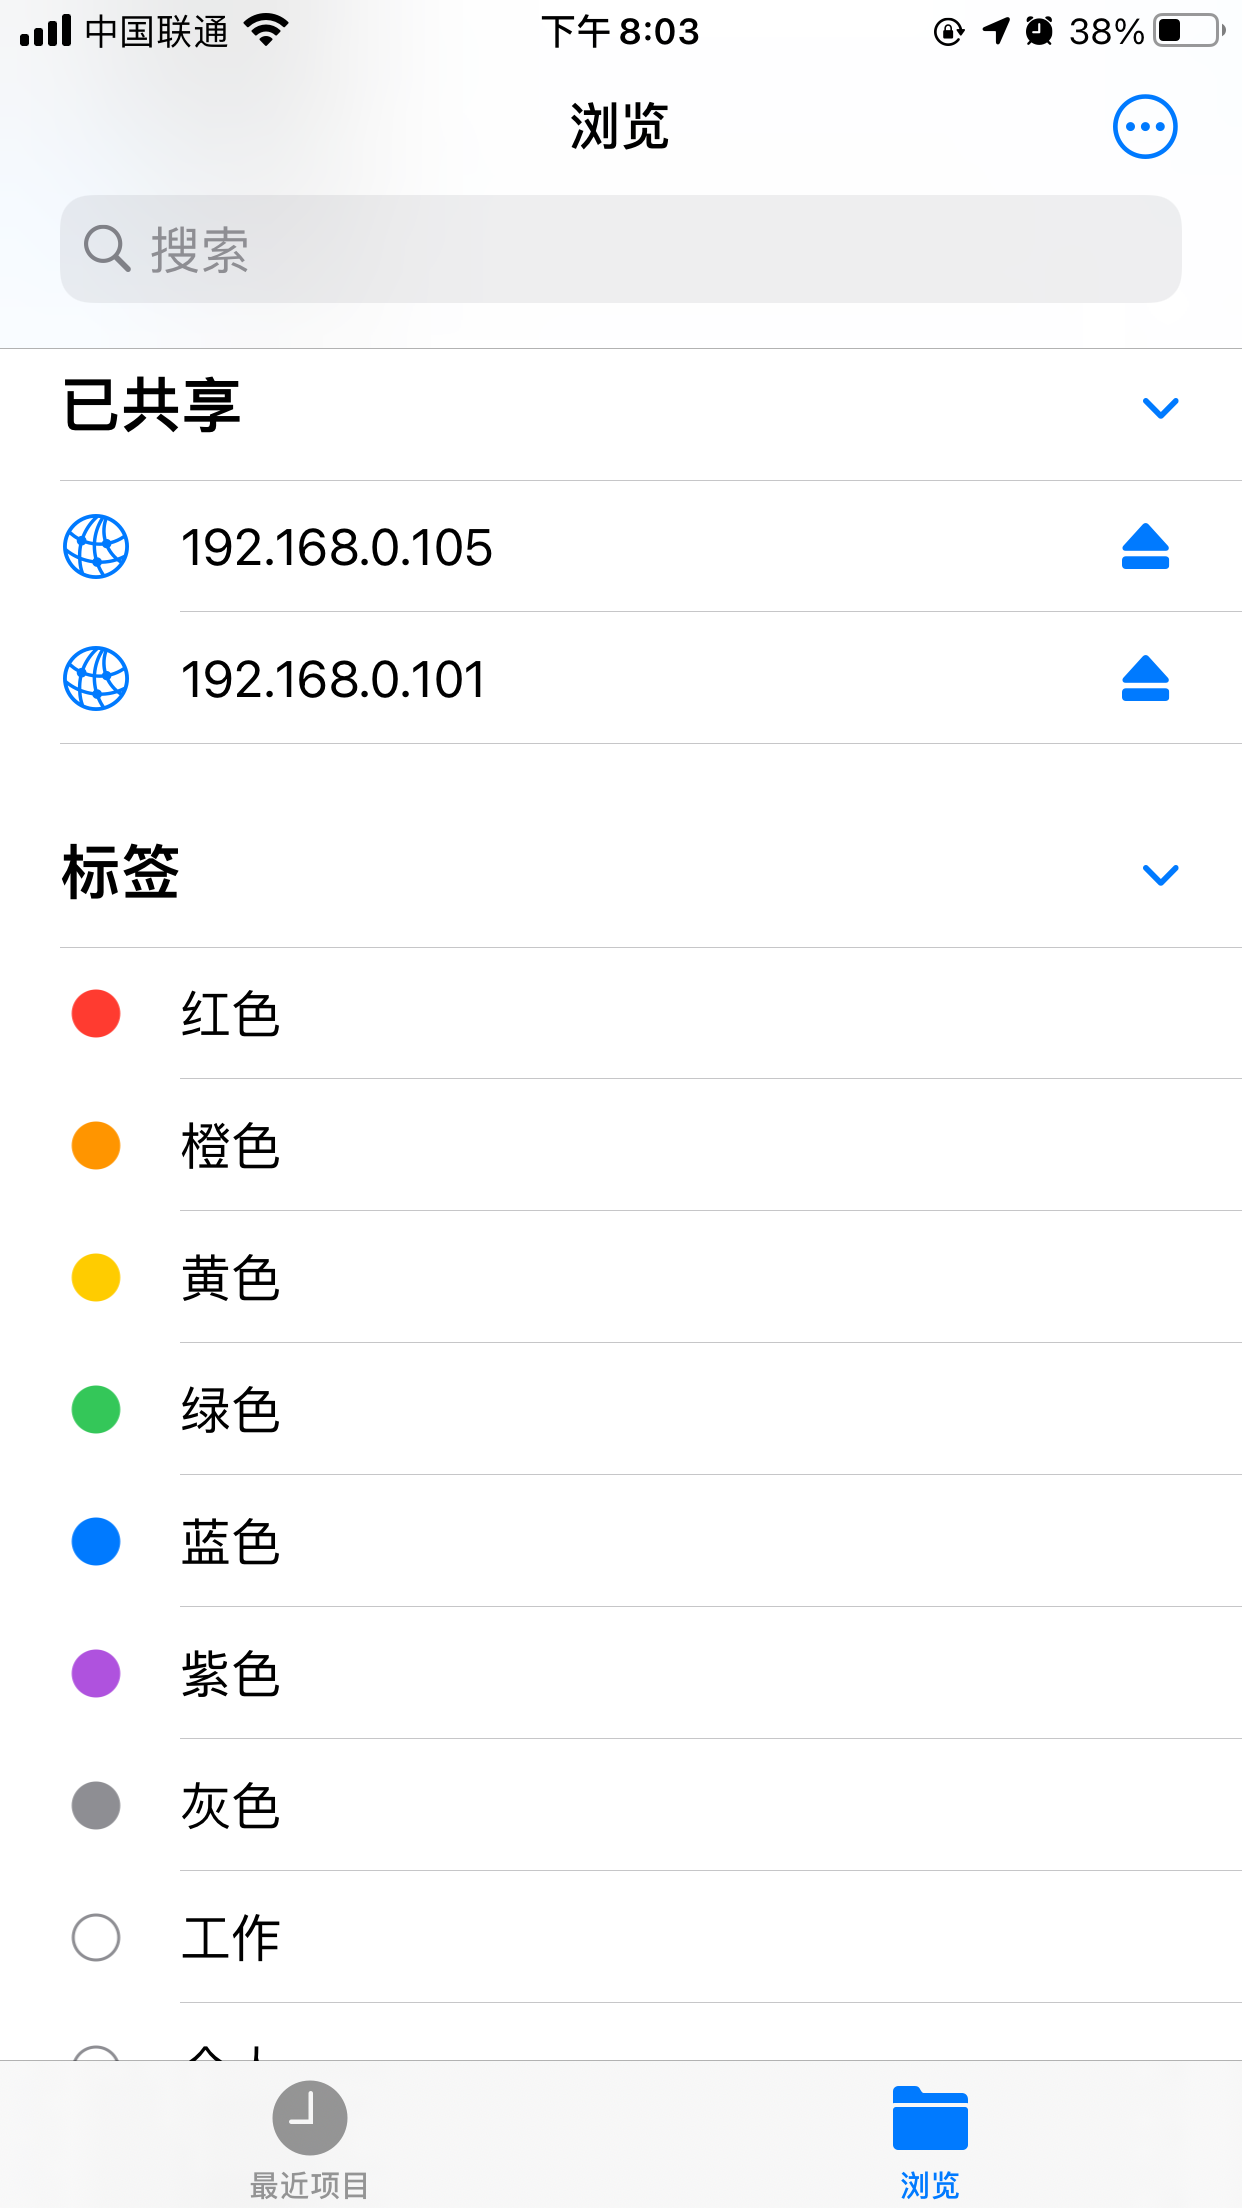 中国联通 下午 8:03 38%
浏览
搜索
已共享
192.168.0.105
192.168.0.101
标签
红色
橙色
黄色
绿色
蓝色
紫色
灰色
工作
最近项目 浏览